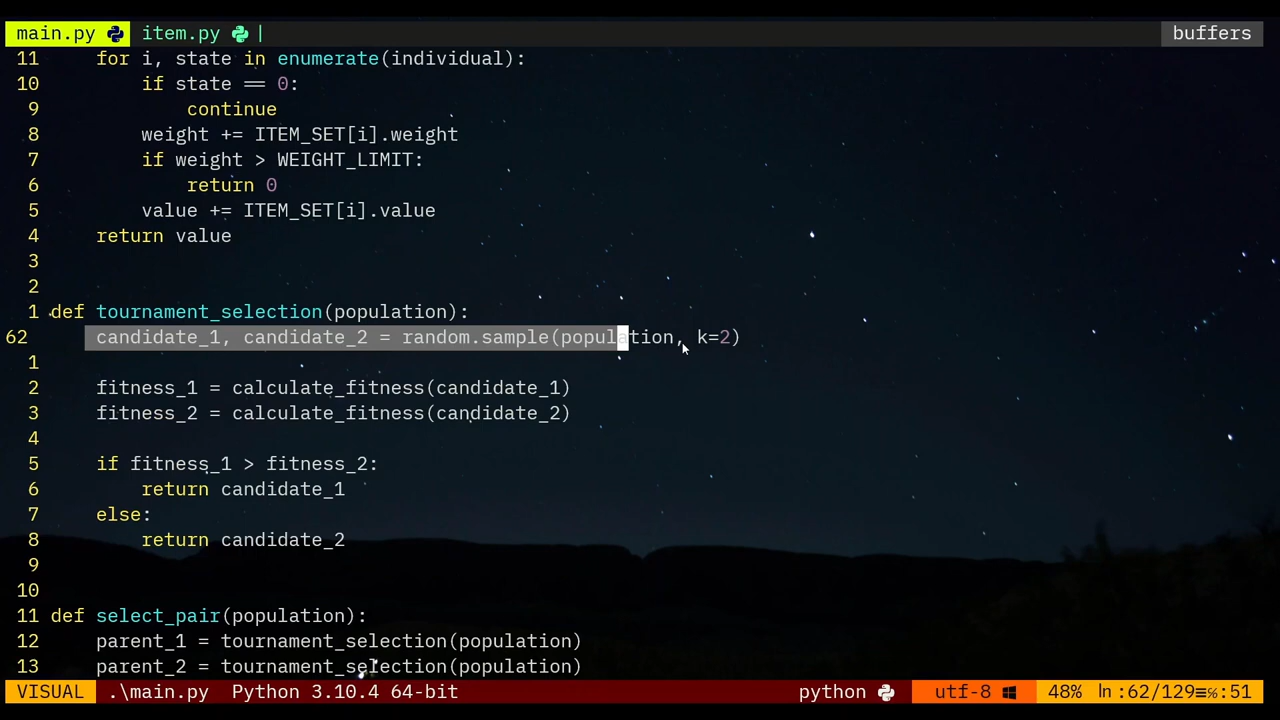 main.py item.py | buffers
11 for i, state in enumerate(individual):
10 if state == 0:
9 continue
8 weight += ITEM_SET[i].weight
7 if weight > WEIGHT_LIMIT:
6 return 0
5 value += ITEM_SET[i].value
4 return value
3
2
1 def tournament_selection(population):
62 candidate_1, candidate_2 = random.sample(population, k=2)
1
2 fitness_1 = calculate_fitness(candidate_1)
3 fitness_2 = calculate_fitness(candidate_2)
4
5 if fitness_1 > fitness_2:
6 return candidate_1
7 else:
8 return candidate_2
9
10
11 def select_pair(population):
12 parent_1 = tournament_selection(population)
13 parent_2 = tournament_selection(population)
VISUAL .\main.py Python 3.10.4 64-bit python utf-8 48% ln:62/129≡%:51